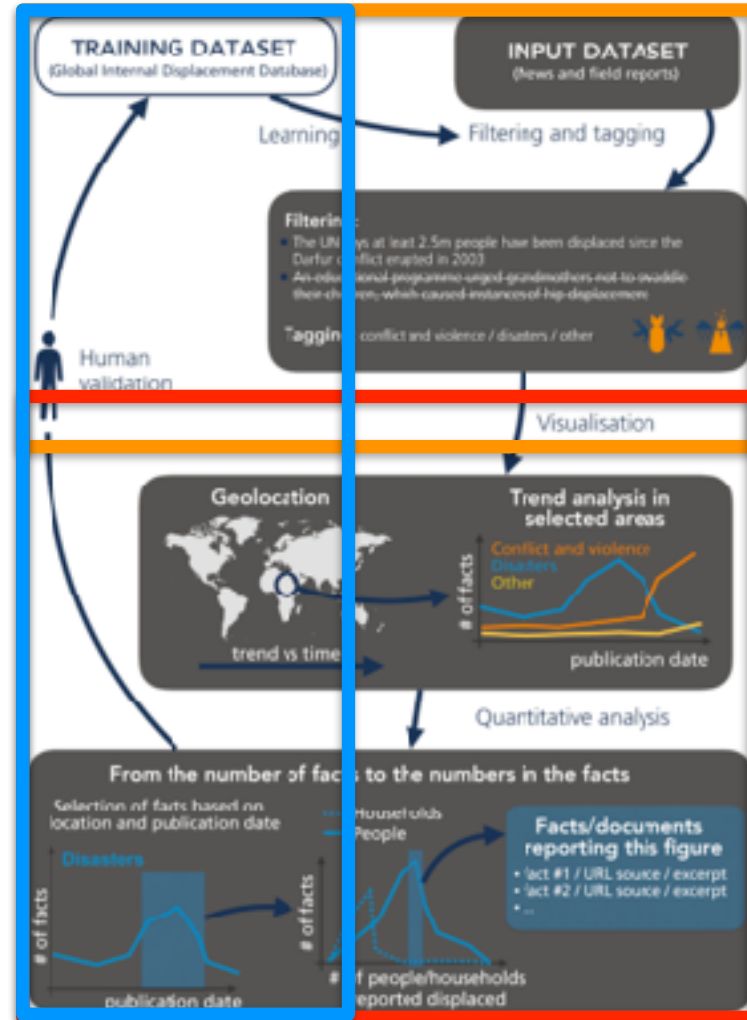 TRAINING DATASET
(Global Internal Displacement Database)
INPUT DATASET
(News and field reports)
Learning
Filtering and tagging
Filtering:
The UN says at least 2.5m people have been displaced since the
Darfur conflict erupted in 2003
An educational programme urged grandmothers not to swaddle
their children, which caused instances of hip displacement
Tagging: conflict and violence / disasters / other
Human
validation
Visualisation
Geolocation
trend vs time
Trend analysis in
selected areas
Conflict and violence
Disasters
Other
# of facts
publication date
Quantitative analysis
From the number of facts to the numbers in the facts
Selection of facts based on
location and publication date
Disasters
# of facts
publication date
Households
People
# of facts
# of people/households
reported displaced
Facts/documents
reporting this figure
• fact #1 / URL source / excerpt
• fact #2 / URL source / excerpt
• ...